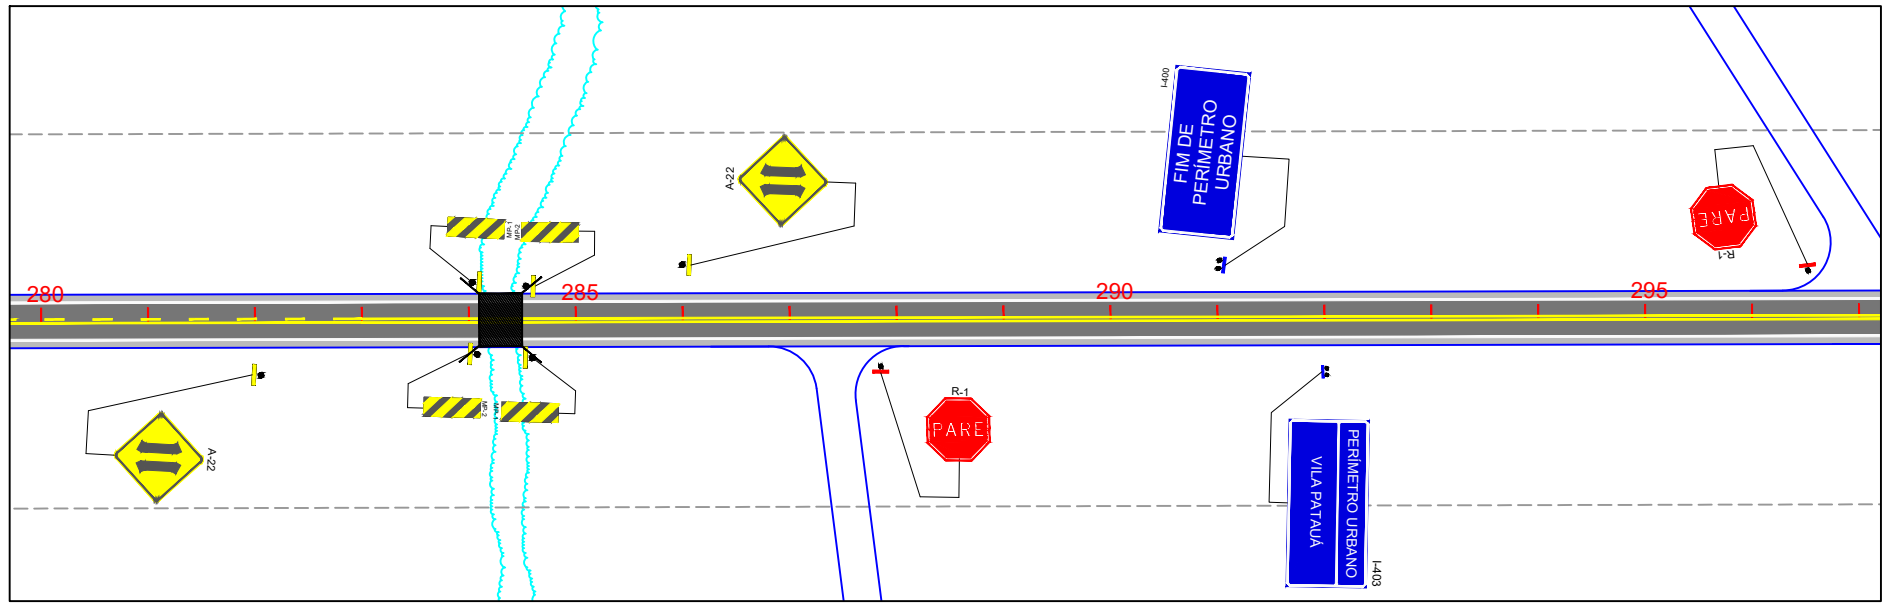 I-400
FIM DE
PERÍMETRO
URBANO
A-22
PARE
R-1
MP-1
MP-2
280
285
290
295
MP-2
MP-1
A-22
R-1
PARE
PERÍMETRO URBANO
VILA PATAUÁ
I-403